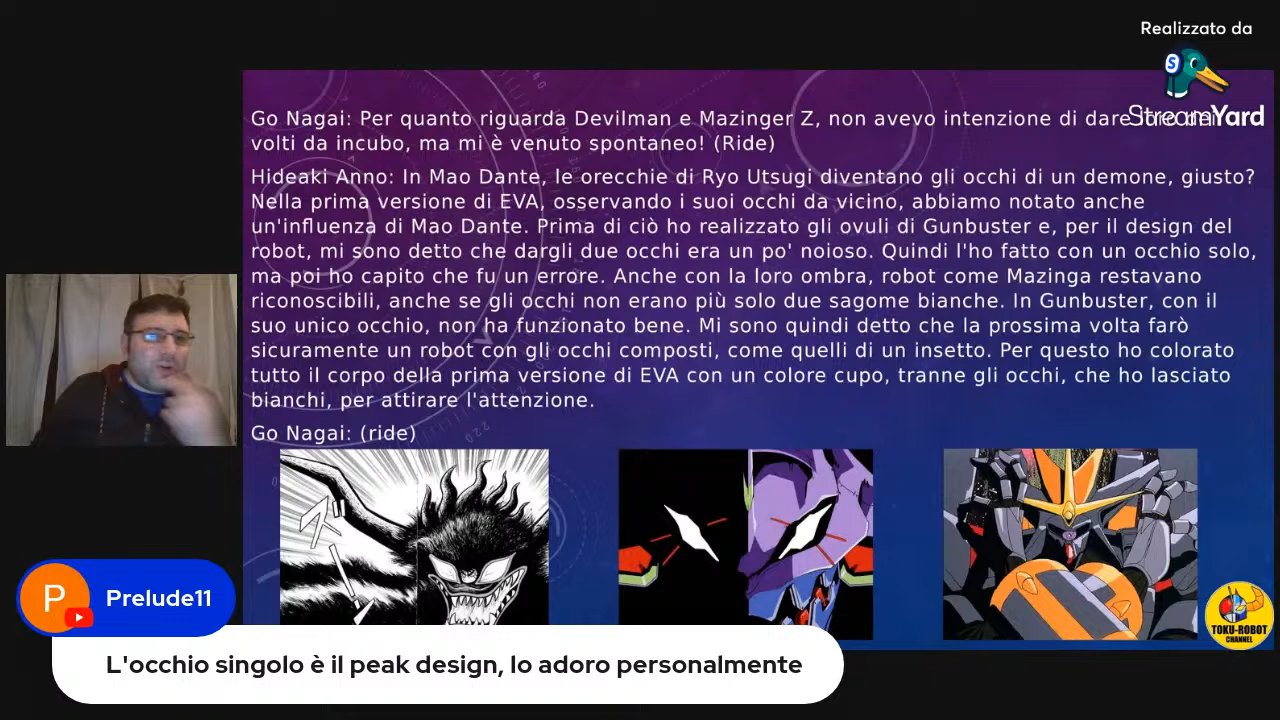 Realizzato da
StreamYard
Go Nagai: Per quanto riguarda Devilman e Mazinger Z, non avevo intenzione di dare
volti da incubo, ma mi è venuto spontaneo! (Ride)
Hideaki Anno: In Mao Dante, le orecchie di Ryo Utsugi diventano gli occhi di un demone, giusto?
Nella prima versione di EVA, osservando i suoi occhi da vicino, abbiamo notato anche
un'influenza di Mao Dante. Prima di ciò ho realizzato gli ovuli di Gunbuster e, per il design del
robot, mi sono detto che dargli due occhi era un po' noioso. Quindi l'ho fatto con un occhio solo,
ma poi ho capito che fu un errore. Anche con la loro ombra, robot come Mazinga restavano
riconoscibili, anche se gli occhi non erano più solo due sagome bianche. In Gunbuster, con il
suo unico occhio, non ha funzionato bene. Mi sono quindi detto che la prossima volta farò
sicuramente un robot con gli occhi composti, come quelli di un insetto. Per questo ho colorato
tutto il corpo della prima versione di EVA con un colore cupo, tranne gli occhi, che ho lasciato
bianchi, per attirare l'attenzione.
Go Nagai: (ride)
P
Prelude11
L'occhio singolo è il peak design, lo adoro personalmente
TOKU-ROBOT
CHANNEL